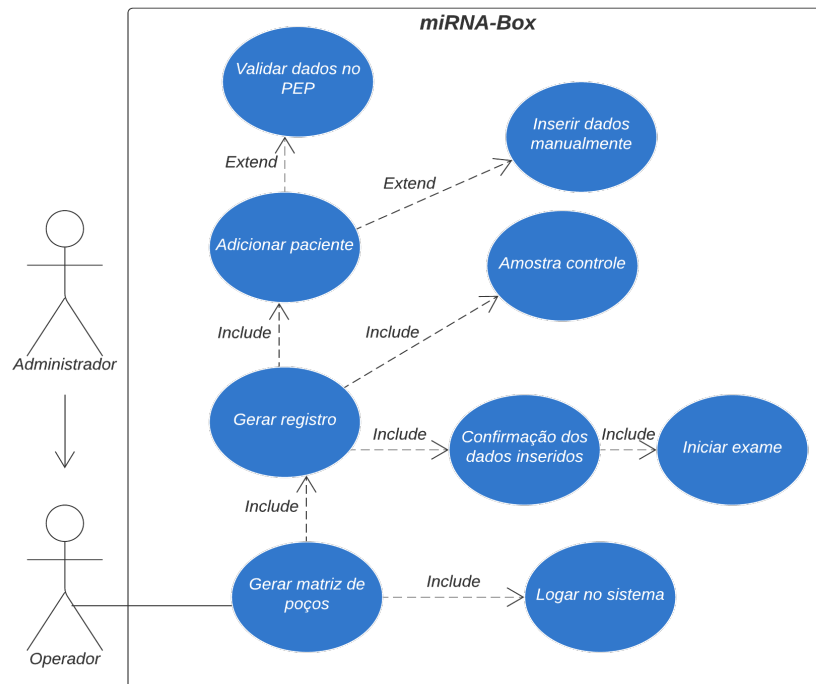 miRNA-Box
Validar dados no
PEP
Inserir dados
manualmente
Extend
Extend
Adicionar paciente
Amostra controle
Include
Include
Administrador
Gerar registro
Include
Confirmação dos
dados inseridos
Include
Iniciar exame
Include
Gerar matriz de
poços
Include
Logar no sistema
Operador